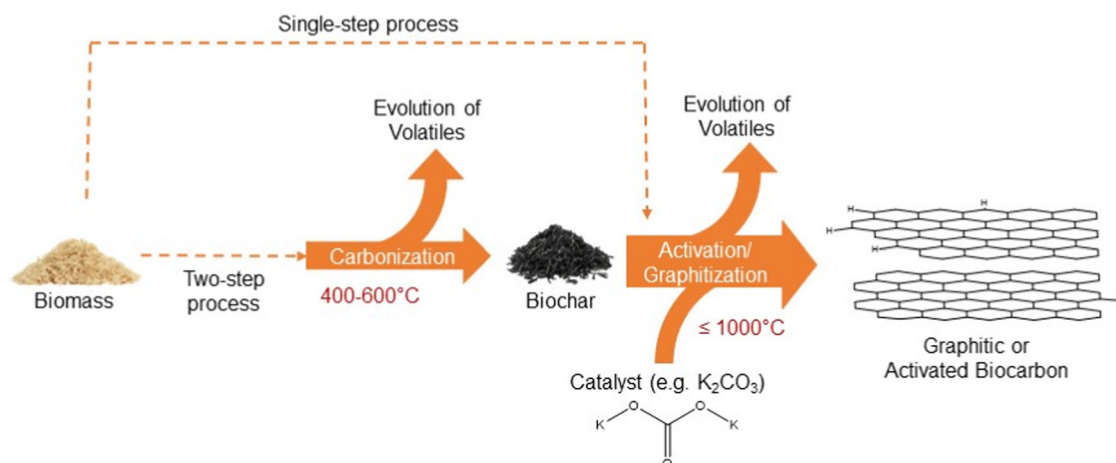 Single-step process
Evolution of
Volatiles
Evolution of
Volatiles
Biomass
Two-step
process
Carbonization
400-600°C
Biochar
Activation/
Graphitization
≤ 1000°C
Catalyst (e.g. K₂CO₃)
K
O
O
K
O
H
H
H
H
Graphitic or
Activated Biocarbon